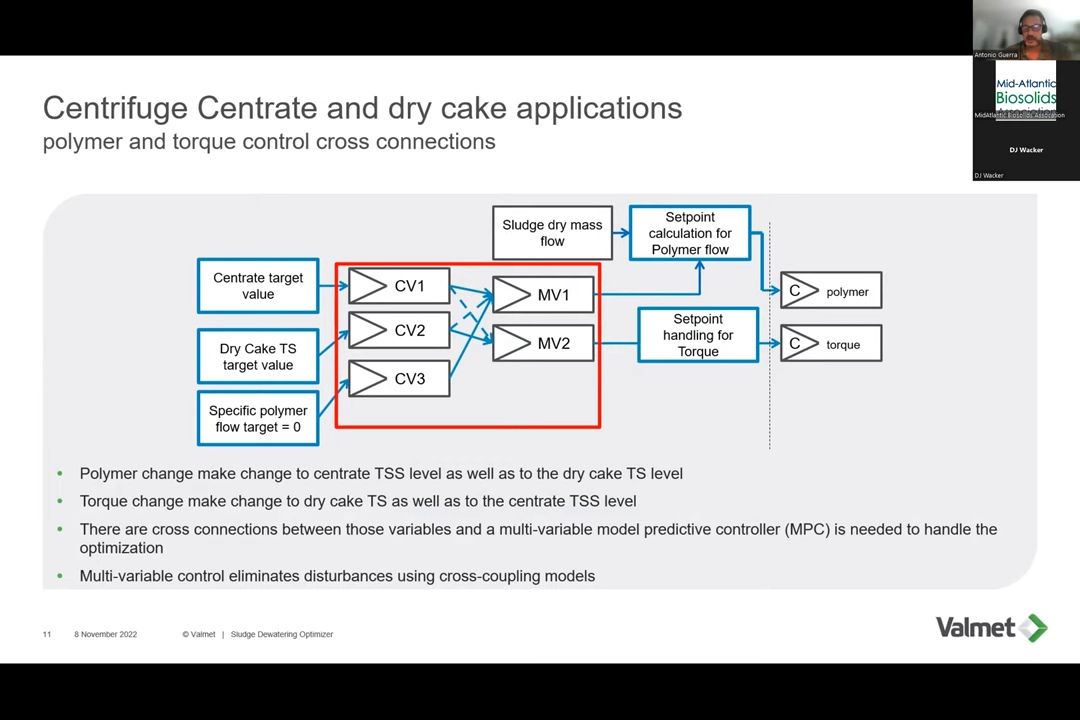 Centrifuge Centrate and dry cake applications
polymer and torque control cross connections
Antonio Guerra
Mid-Atlantic
Biosolids
Association
MidAtlantic Biosolids Association
DJ Wacker
DJ Wacker
Sludge dry mass
flow
Setpoint
calculation for
Polymer flow
Centrate target
value
CV1
MV1
C
polymer
CV2
MV2
Setpoint
handling for
Torque
C
torque
Dry Cake TS
target value
CV3
Specific polymer
flow target = 0
• Polymer change make change to centrate TSS level as well as to the dry cake TS level
• Torque change make change to dry cake TS as well as to the centrate TSS level
• There are cross connections between those variables and a multi-variable model predictive controller (MPC) is needed to handle the
optimization
• Multi-variable control eliminates disturbances using cross-coupling models
11 8 November 2022 © Valmet | Sludge Dewatering Optimizer
Valmet